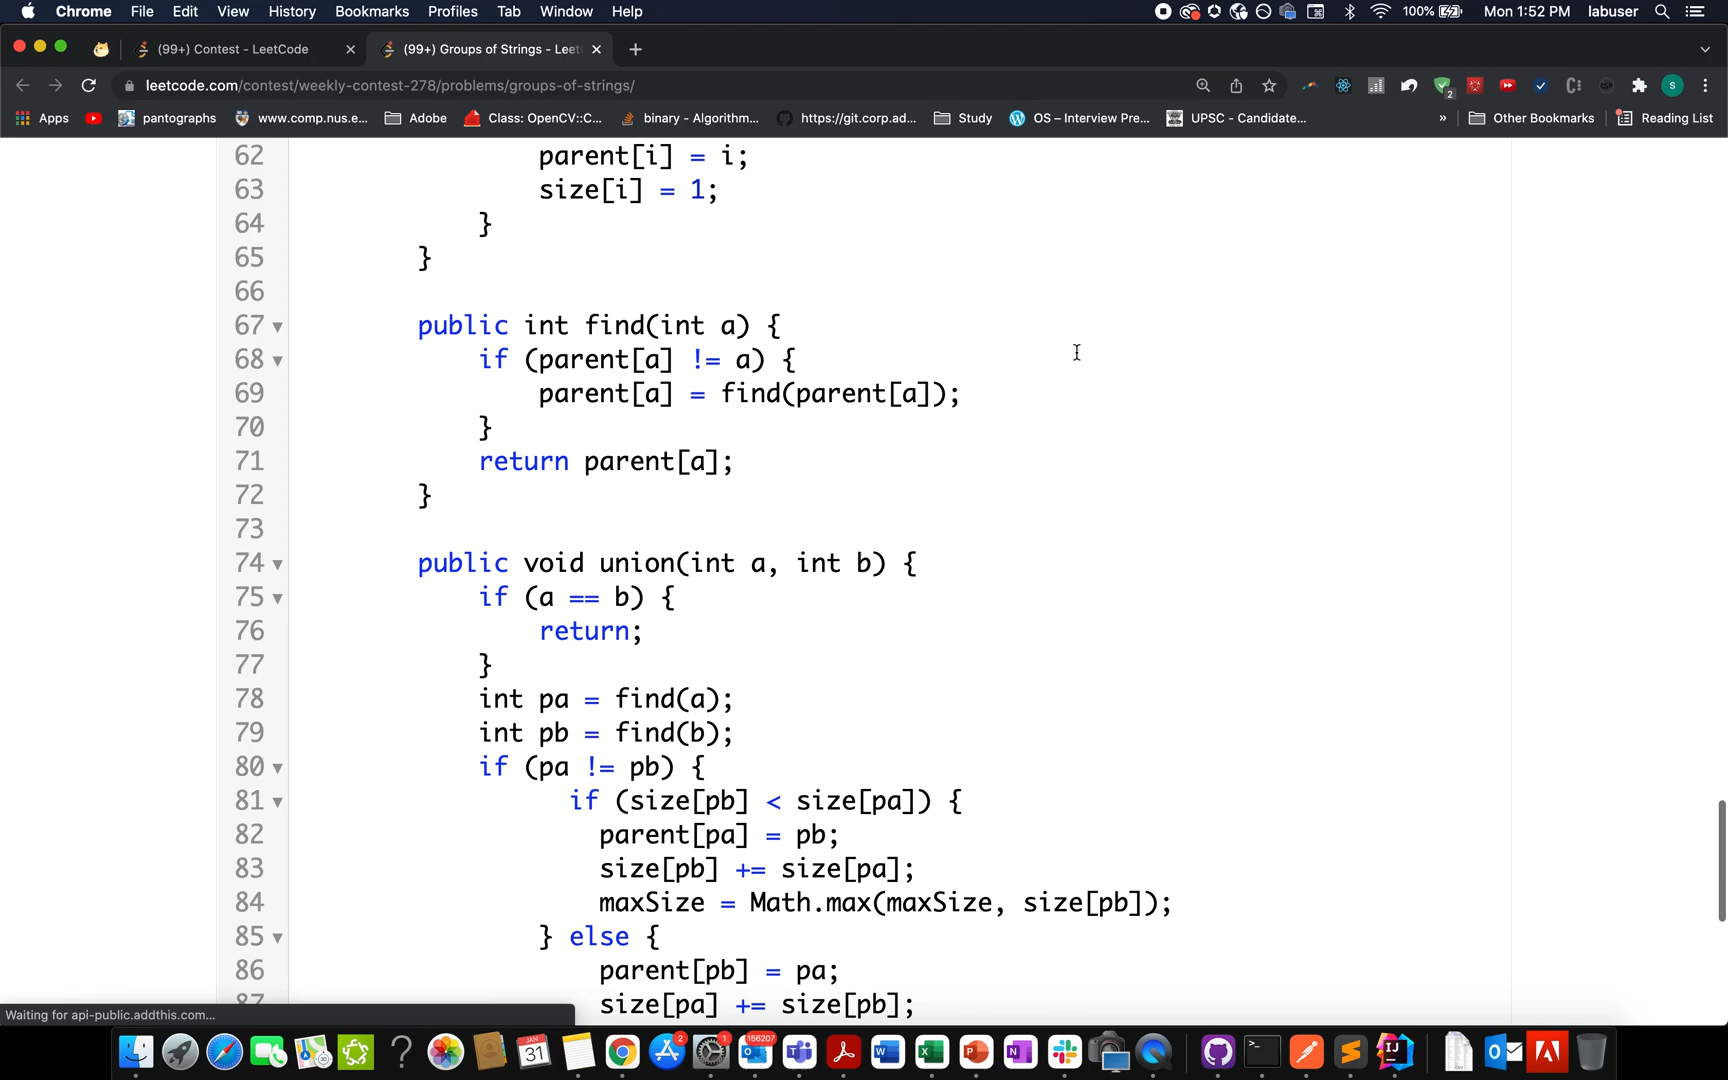 Chrome File Edit View History Bookmarks Profiles Tab Window Help 100% Mon 1:52 PM labuser
(99+) Contest - LeetCode (99+) Groups of Strings - Leet
leetcode.com/contest/weekly-contest-278/problems/groups-of-strings/ 2 S
Apps pantographs www.comp.nus.e... Adobe Class: OpenCV::C... binary - Algorithm... https://git.corp.ad... Study OS – Interview Pre... UPSC - Candidate... » Other Bookmarks Reading List
62 parent[i] = i;
63 size[i] = 1;
64 }
65 }
66
67 public int find(int a) {
68 if (parent[a] != a) {
69 parent[a] = find(parent[a]);
70 }
71 return parent[a];
72 }
73
74 public void union(int a, int b) {
75 if (a == b) {
76 return;
77 }
78 int pa = find(a);
79 int pb = find(b);
80 if (pa != pb) {
81 if (size[pb] < size[pa]) {
82 parent[pa] = pb;
83 size[pb] += size[pa];
84 maxSize = Math.max(maxSize, size[pb]);
85 } else {
86 parent[pb] = pa;
87 size[pa] += size[pb];
Waiting for api-public.addthis.com...
JAN 31 2 1 156207